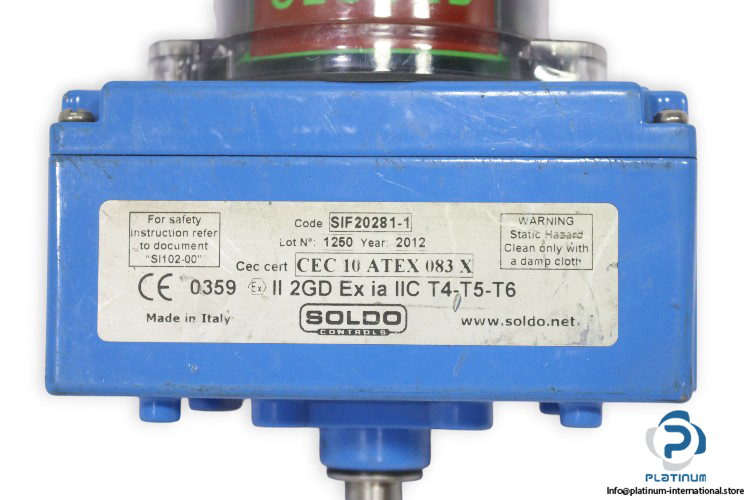 For safety
instruction refer
to document
"SI102-00"
Code SIF20281-1
Lot N°: 1250 Year: 2012
WARNING
Static Hazard
Clean only with
a damp cloth
Cec cert CEC 10 ATEX 083 X
CE 0359 Ex II 2GD Ex ia IIC T4-T5-T6
Made in Italy
SOLDO
CONTROLS
www.soldo.net
PLATINUM
Info@platinum-international.store